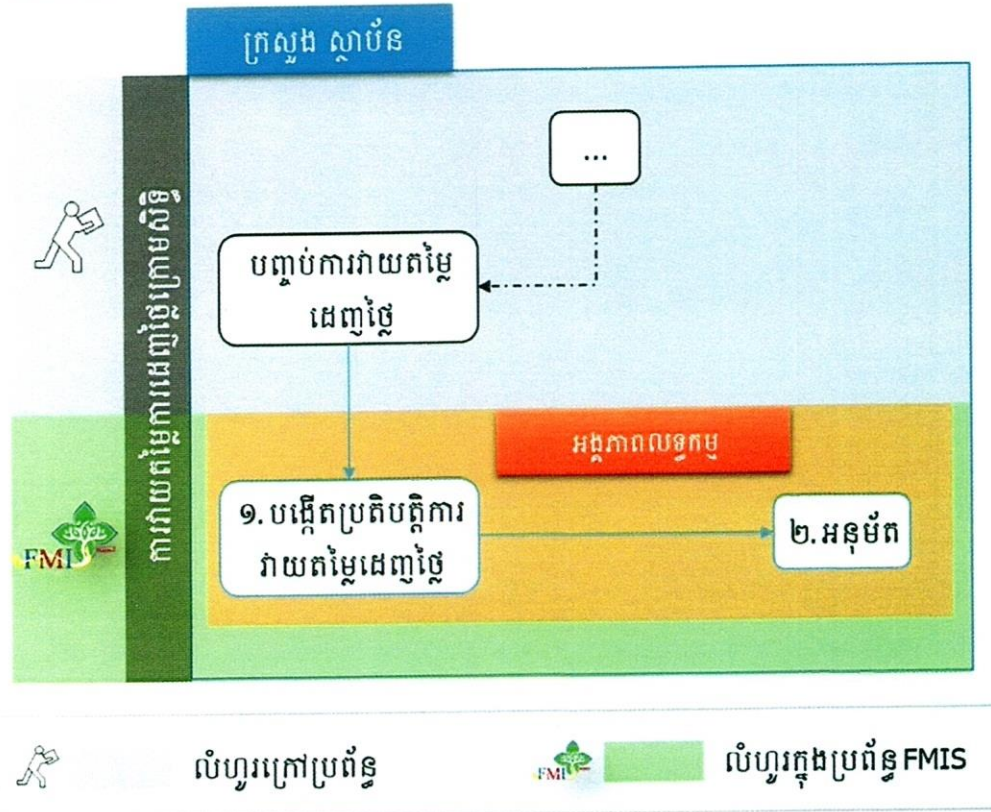 ក្រសួង ស្ថាប័ន
...
ការវាយតម្លៃការដេញថ្លៃក្រោមសិទ្ធិ
បញ្ចប់ការវាយតម្លៃ
ដេញថ្លៃ
អង្គភាពលទ្ធកម្ម
១. បង្កើតប្រតិបត្តិការ
វាយតម្លៃដេញថ្លៃ
២. អនុម័ត
FMIS
លំហូរក្រៅប្រព័ន្ធ
FMIS
លំហូរក្នុងប្រព័ន្ធ FMIS